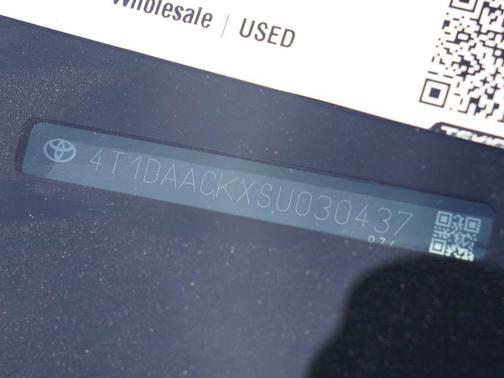 Wholesale | USED
4T1DAACKXSU030437